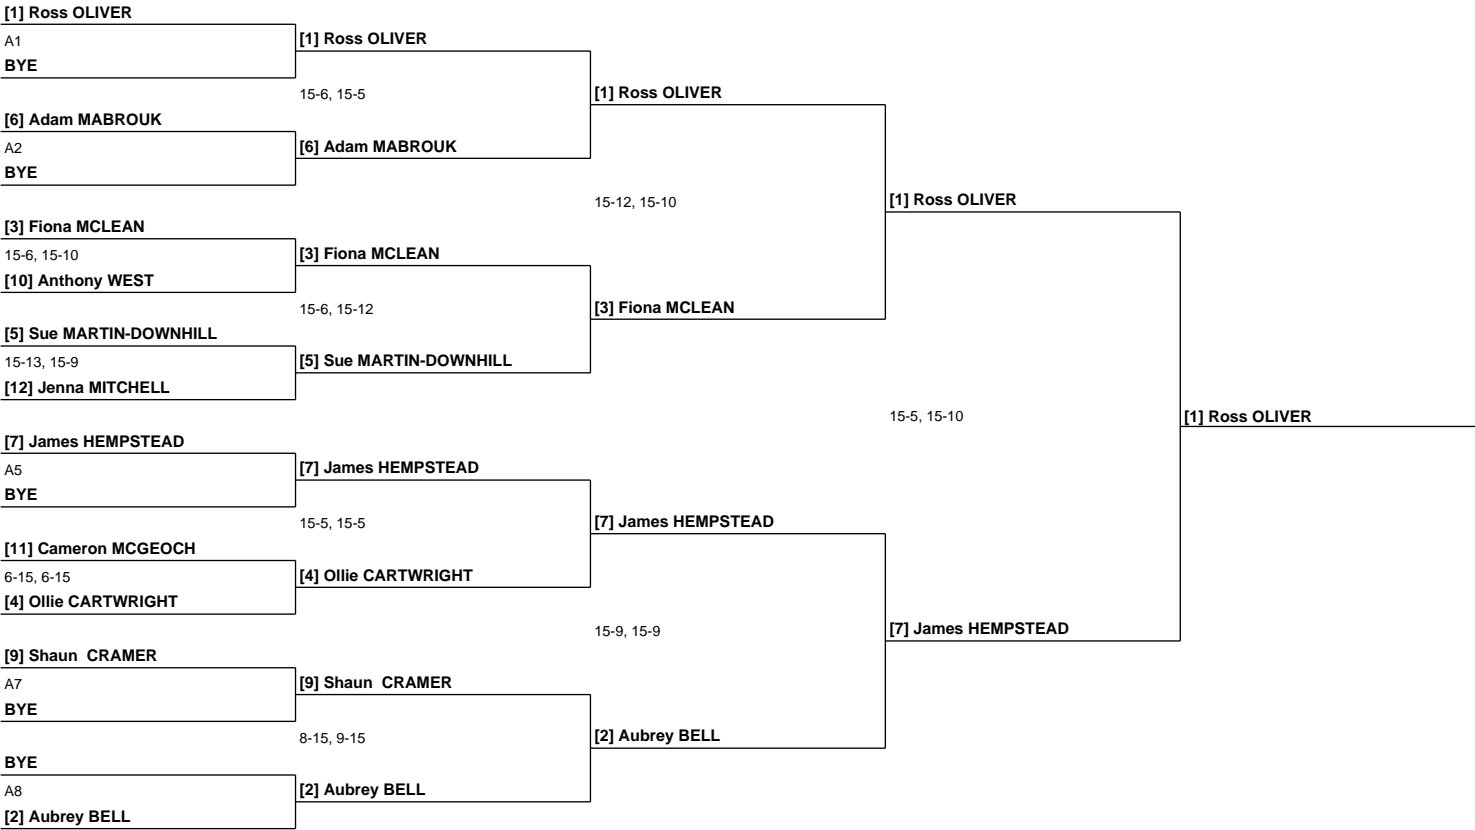 [1] Ross OLIVER
A1
BYE
[6] Adam MABROUK
A2
BYE
[3] Fiona MCLEAN
15-6, 15-10
[10] Anthony WEST
[5] Sue MARTIN-DOWNHILL
15-13, 15-9
[12] Jenna MITCHELL
[7] James HEMPSTEAD
A5
BYE
[11] Cameron MCGEOCH
6-15, 6-15
[4] Ollie CARTWRIGHT
[9] Shaun  CRAMER
A7
BYE
BYE
A8
[2] Aubrey BELL
[1] Ross OLIVER
15-6, 15-5
[6] Adam MABROUK
[3] Fiona MCLEAN
15-6, 15-12
[5] Sue MARTIN-DOWNHILL
[7] James HEMPSTEAD
15-5, 15-5
[4] Ollie CARTWRIGHT
[9] Shaun  CRAMER
8-15, 9-15
[2] Aubrey BELL
[1] Ross OLIVER
15-12, 15-10
[3] Fiona MCLEAN
[7] James HEMPSTEAD
15-9, 15-9
[2] Aubrey BELL
[1] Ross OLIVER
15-5, 15-10
[7] James HEMPSTEAD
[1] Ross OLIVER